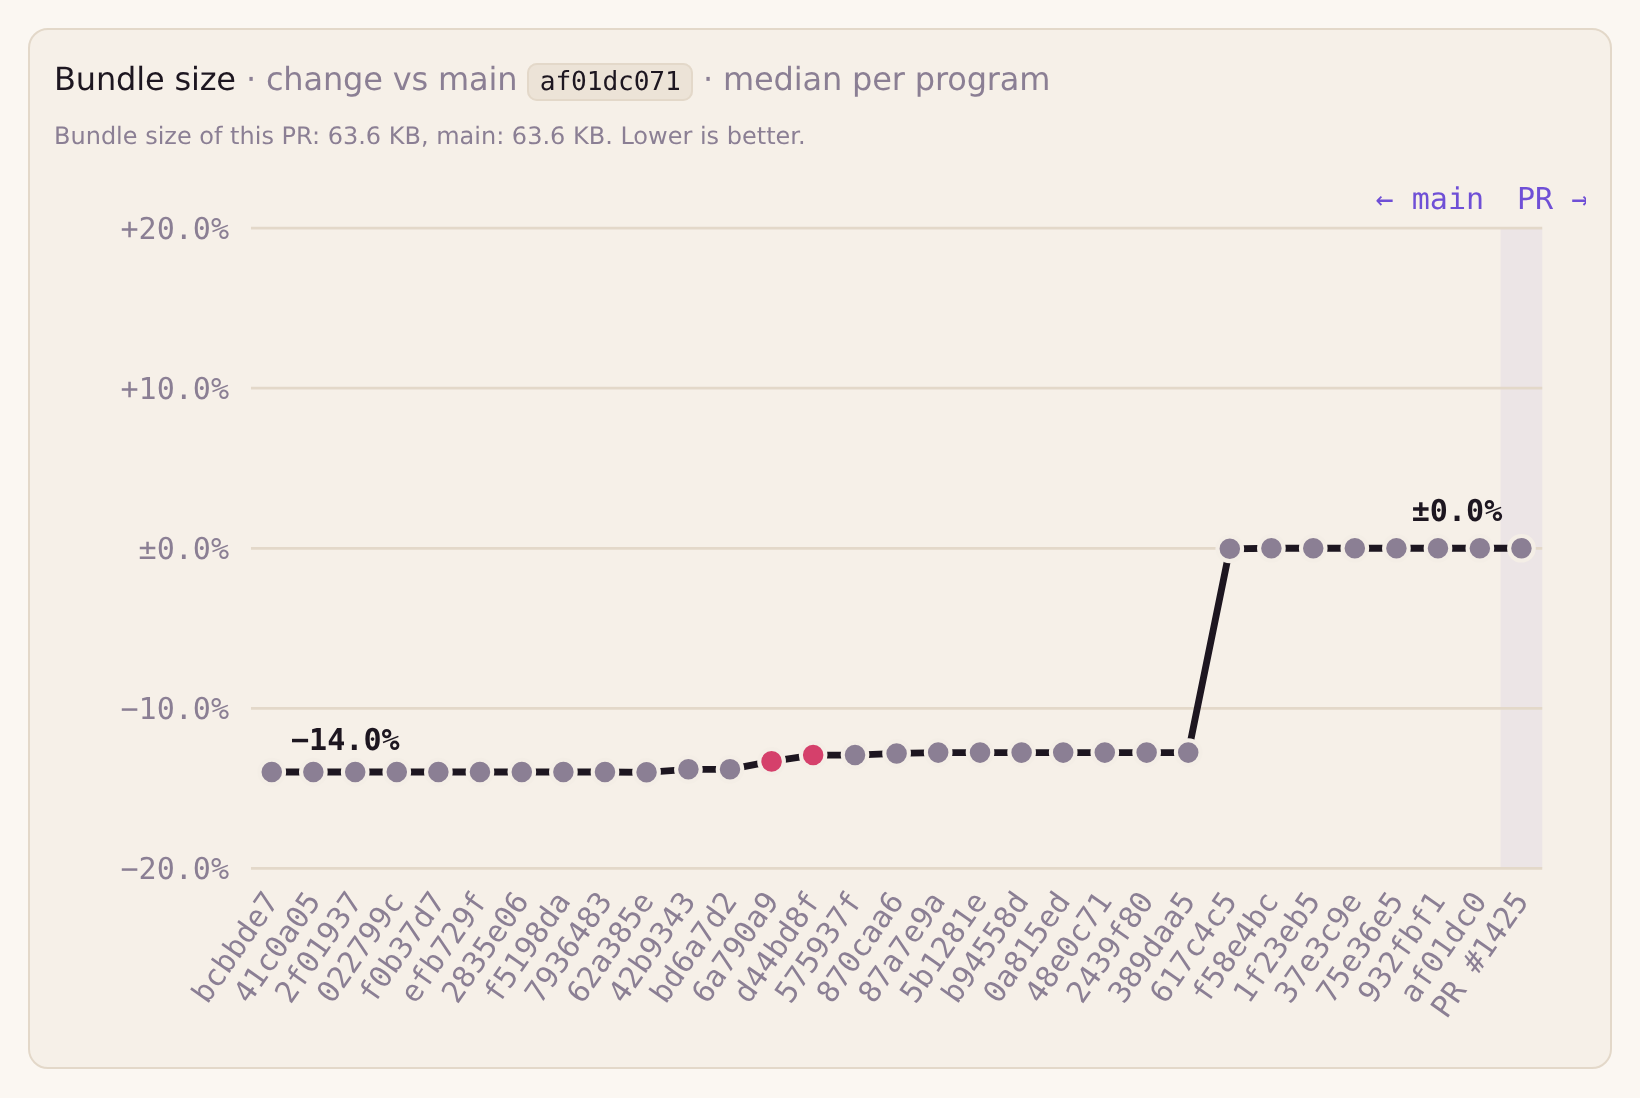 Bundle size · change vs main af01dc071 · median per program
Bundle size of this PR: 63.6 KB, main: 63.6 KB. Lower is better.
← main PR →
+20.0%
+10.0%
±0.0%
±0.0%
−10.0%
−14.0%
−20.0%
bcbbde7
41c0a05
2f01937
022799c
f0b37d7
efb729f
2835e06
f5198da
7936483
62a385e
42b9343
bd6a7d2
6a790a9
d44bd8f
575937f
870caa6
87a7e9a
5b1281e
b94558d
0a815ed
48e0c71
2439f80
389daa5
617c4c5
f58e4bc
1f23eb5
37e3c9e
75e36e5
932fbf1
af01dc0
PR #1425